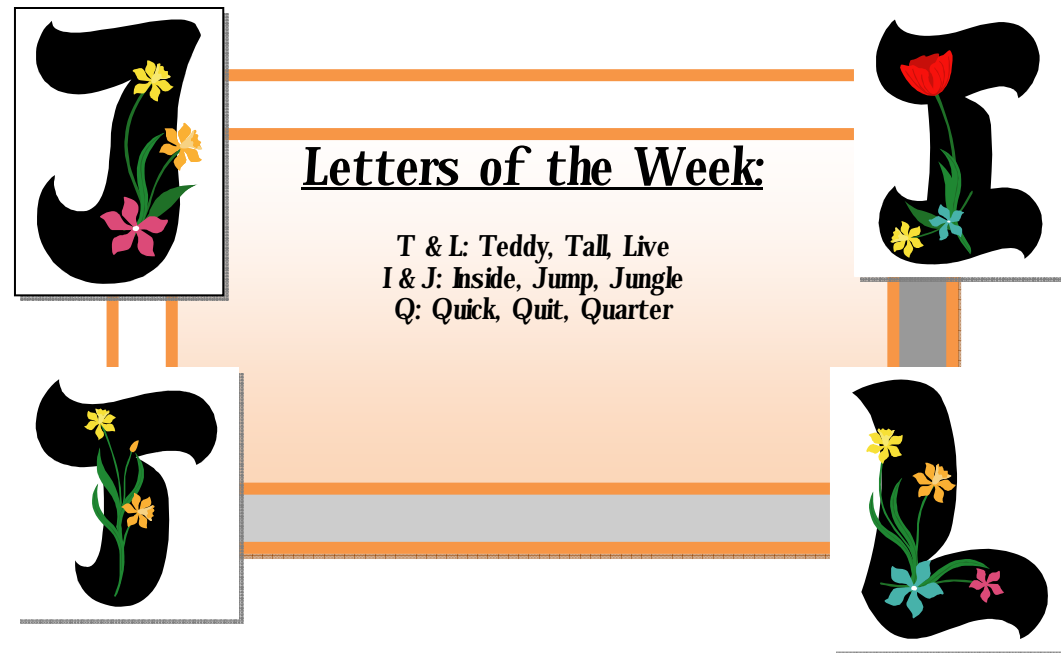 J
I
Letters of the Week:
T & L: Teddy, Tall, Live
I & J: Inside, Jump, Jungle
Q: Quick, Quit, Quarter
T
L